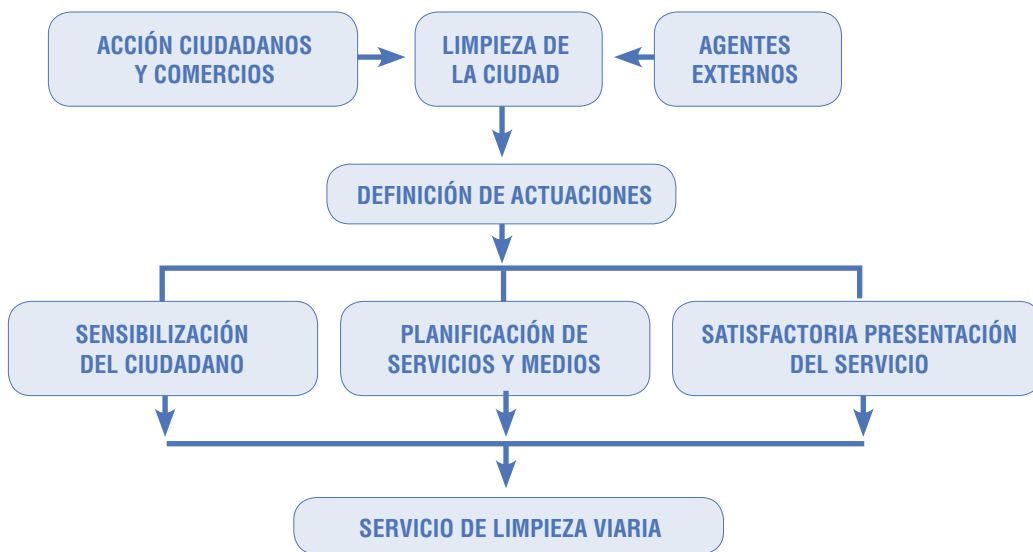 ACCIÓN CIUDADANOS
Y COMERCIOS
LIMPIEZA DE
LA CIUDAD
AGENTES
EXTERNOS
DEFINICIÓN DE ACTUACIONES
SENSIBILIZACIÓN
DEL CIUDADANO
PLANIFICACIÓN DE
SERVICIOS Y MEDIOS
SATISFACTORIA PRESENTACIÓN
DEL SERVICIO
SERVICIO DE LIMPIEZA VIARIA